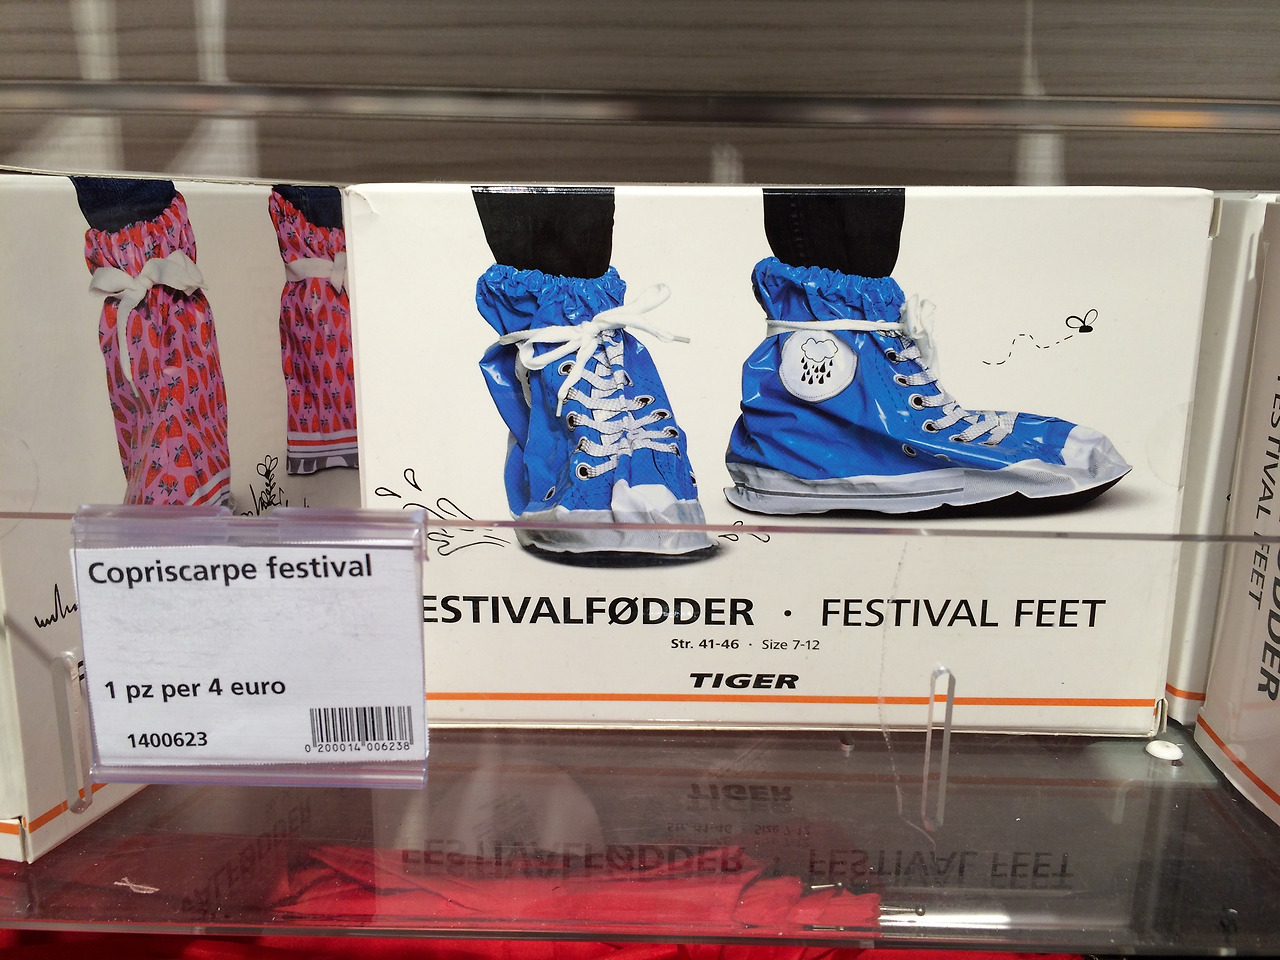 Copriscarpe festival
1 pz per 4 euro
1400623
0 200014 006238
ESTIVALFØDDER · FESTIVAL FEET
Str. 41-46 · Size 7-12
TIGER
FEET